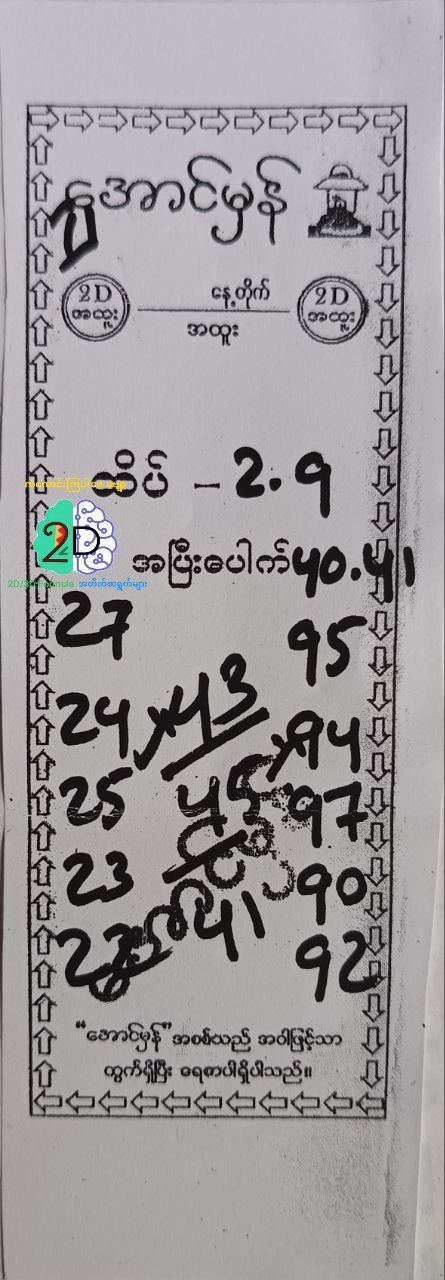 အောင်မှန်
2D အထူး
နေ့တိုက်
အထူး
2D အထူး
ထိပ် - 2.9
2D
အပြီးပေါက် 40.41
2D/3D Formula အတိတ်စာရွက်များ
27 95
24 43 94
25 45 97
23 90
41 92
"အောင်မှန်" အစစ်သည် အဝါဖြင့်သာ
ထွက်ရှိပြီး ရေစာပါရှိပါသည်။